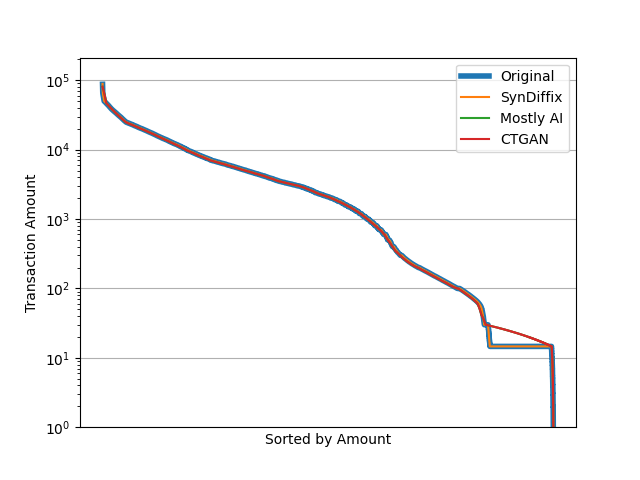 Original
SynDiffix
Mostly AI
CTGAN
10^5
10^4
10^3
10^2
10^1
10^0
Transaction Amount
Sorted by Amount